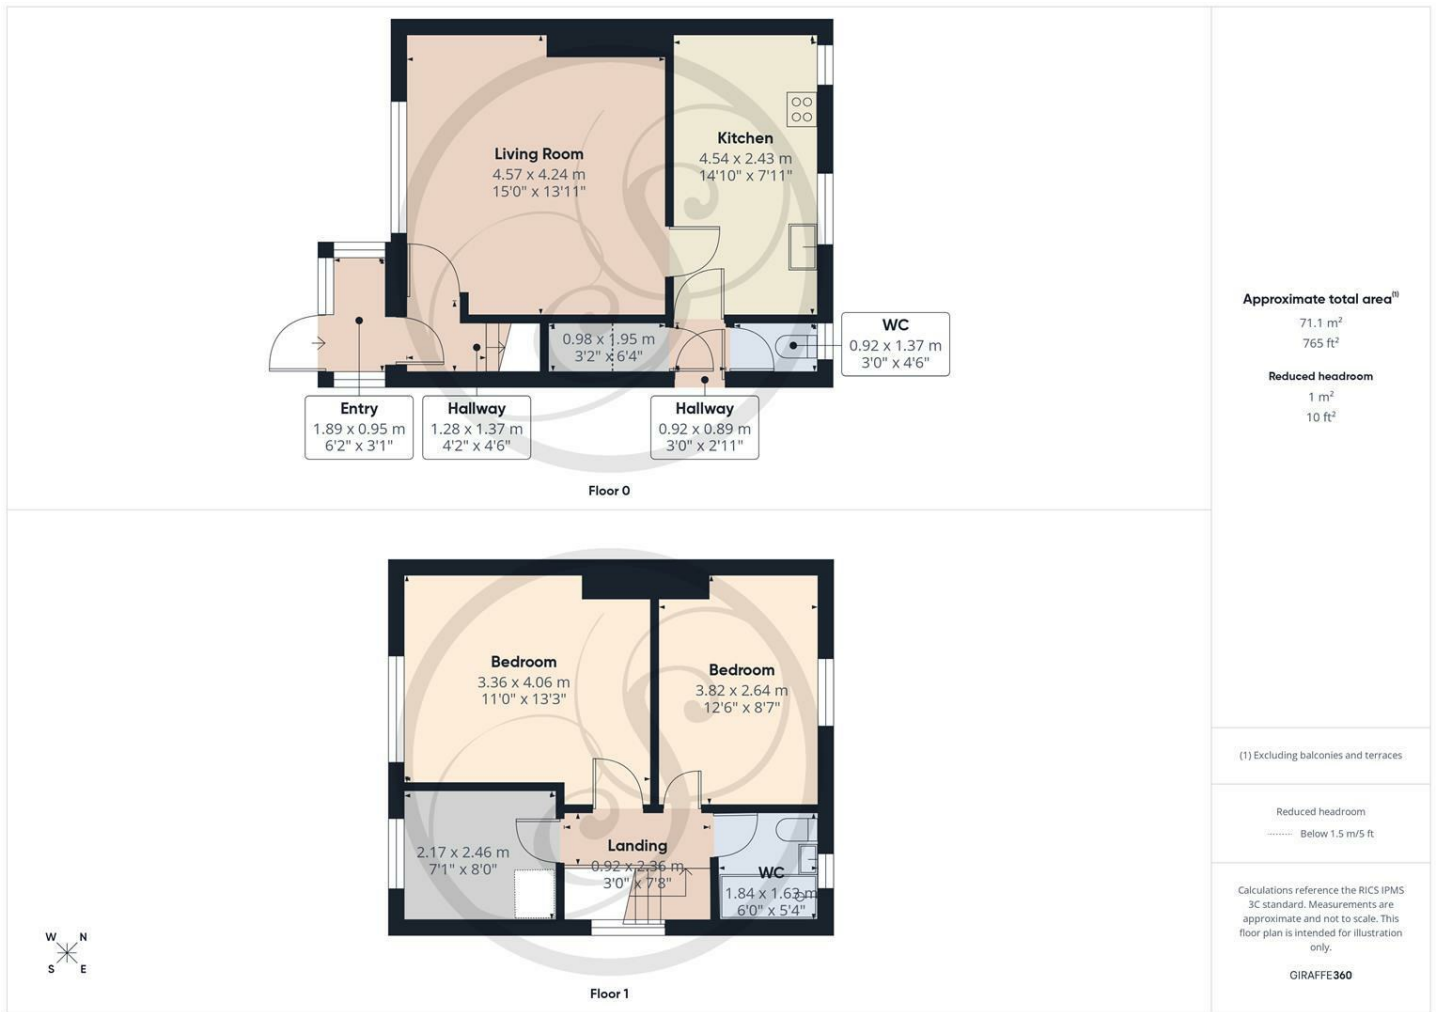 Living Room
4.57 x 4.24 m
15'0" x 13'11"
Kitchen
4.54 x 2.43 m
14'10" x 7'11"
0.98 x 1.95 m
3'2" x 6'4"
WC
0.92 x 1.37 m
3'0" x 4'6"
Entry
1.89 x 0.95 m
6'2" x 3'1"
Hallway
1.28 x 1.37 m
4'2" x 4'6"
Hallway
0.92 x 0.89 m
3'0" x 2'11"
Floor 0
Bedroom
3.36 x 4.06 m
11'0" x 13'3"
Bedroom
3.82 x 2.64 m
12'6" x 8'7"
2.17 x 2.46 m
7'1" x 8'0"
Landing
0.92 x 2.36 m
3'0" x 7'8"
WC
1.84 x 1.63 m
6'0" x 5'4"
W N
S E
Floor 1
Approximate total area(1)
71.1 m²
765 ft²
Reduced headroom
1 m²
10 ft²
(1) Excluding balconies and terraces
Reduced headroom
Below 1.5 m/5 ft
Calculations reference the RICS IPMS
3C standard. Measurements are
approximate and not to scale. This
floor plan is intended for illustration
only.
GIRAFFE360